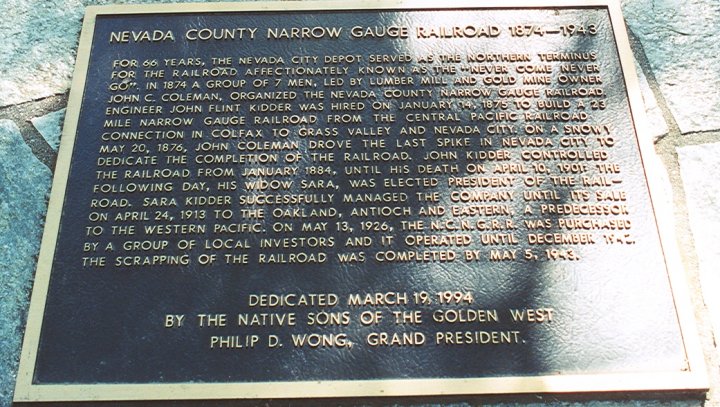 NEVADA COUNTY NARROW GAUGE RAILROAD 1874—1943
FOR 66 YEARS, THE NEVADA CITY DEPOT SERVED AS THE NORTHERN TERMINUS
FOR THE RAILROAD AFFECTIONATELY KNOWN AS THE "NEVER COME NEVER
GO". IN 1874 A GROUP OF 7 MEN, LED BY LUMBER MILL AND GOLD MINE OWNER
JOHN C. COLEMAN, ORGANIZED THE NEVADA COUNTY NARROW GAUGE RAILROAD.
ENGINEER JOHN FLINT KIDDER WAS HIRED ON JANUARY 14, 1875 TO BUILD A 23
MILE NARROW GAUGE RAILROAD FROM THE CENTRAL PACIFIC RAILROAD
CONNECTION IN COLFAX TO GRASS VALLEY AND NEVADA CITY. ON A SNOWY
MAY 20, 1876, JOHN COLEMAN DROVE THE LAST SPIKE IN NEVADA CITY TO
DEDICATE THE COMPLETION OF THE RAILROAD. JOHN KIDDER CONTROLLED
THE RAILROAD FROM JANUARY 1884, UNTIL HIS DEATH ON APRIL 10, 1901. THE
FOLLOWING DAY, HIS WIDOW SARA, WAS ELECTED PRESIDENT OF THE RAIL—
ROAD. SARA KIDDER SUCCESSFULLY MANAGED THE COMPANY UNTIL ITS SALE
ON APRIL 24, 1913 TO THE OAKLAND, ANTIOCH AND EASTERN, A PREDECESSOR
TO THE WESTERN PACIFIC. ON MAY 13, 1926, THE N.C.N.G.R.R. WAS PURCHASED
BY A GROUP OF LOCAL INVESTORS AND IT OPERATED UNTIL DECEMBER 1942.
THE SCRAPPING OF THE RAILROAD WAS COMPLETED BY MAY 5, 1943.
DEDICATED MARCH 19, 1994
BY THE NATIVE SONS OF THE GOLDEN WEST
PHILIP D. WONG, GRAND PRESIDENT.